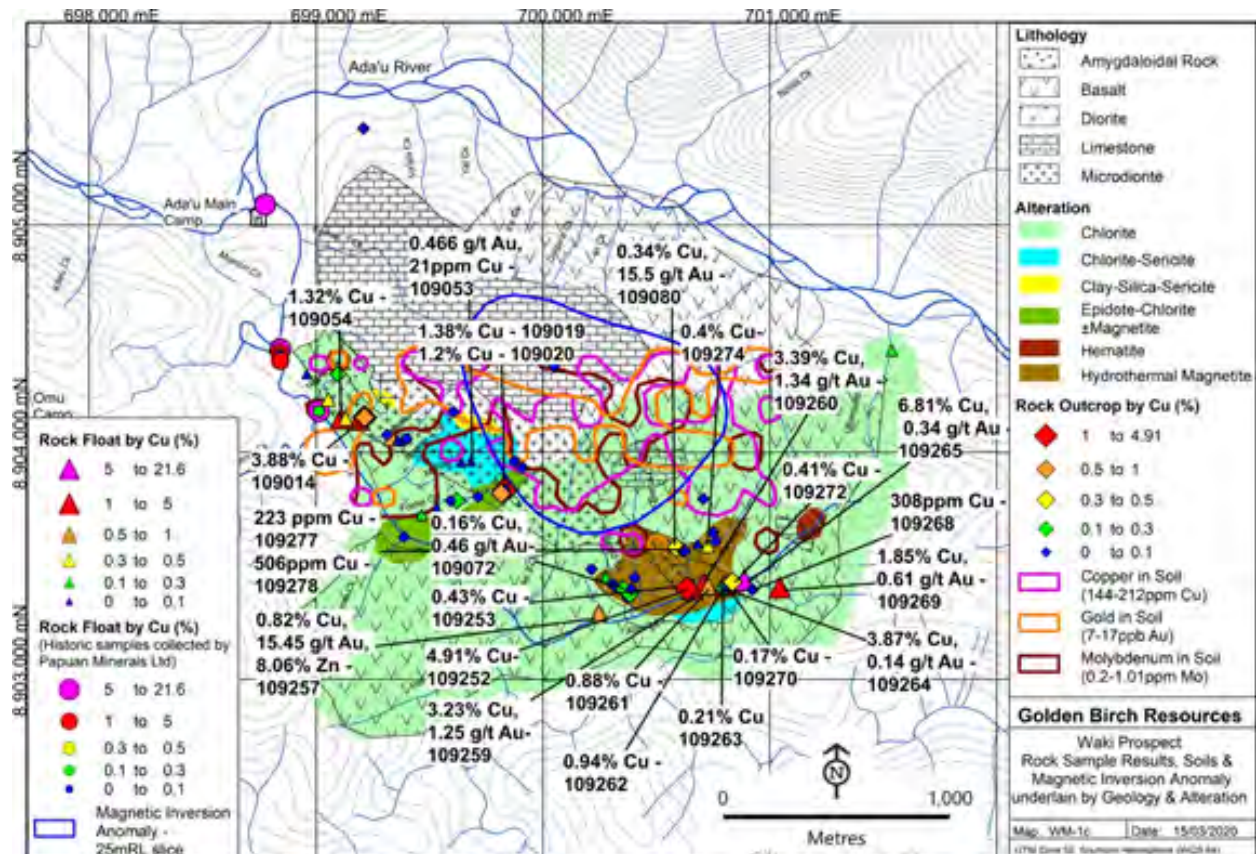 698,000 mE
699,000 mE
700,000 mE
701,000 mE
8,905,000 mN
8,904,000 mN
8,903,000 mN
Ada'u River
Ada'u Main
Camp
Omu
Camp
0.466 g/t Au,
21ppm Cu -
109053
0.34% Cu,
15.5 g/t Au -
109080
1.32% Cu -
109054
1.38% Cu - 109019
1.2% Cu - 109020
0.4% Cu-
109274
3.39% Cu,
1.34 g/t Au -
109260
6.81% Cu,
0.34 g/t Au -
109265
3.88% Cu -
109014
0.41% Cu -
109272
308ppm Cu -
109268
223 ppm Cu -
109277
506ppm Cu -
109278
0.16% Cu,
0.46 g/t Au-
109072
1.85% Cu,
0.61 g/t Au -
109269
0.43% Cu -
109253
0.82% Cu,
15.45 g/t Au,
8.06% Zn -
109257
4.91% Cu-
109252
0.88% Cu -
109261
0.17% Cu -
109270
3.87% Cu,
0.14 g/t Au -
109264
3.23% Cu,
1.25 g/t Au-
109259
0.21% Cu -
109263
0.94% Cu -
109262
N
0
1,000
Metres
Rock Float by Cu (%)
5 to 21.6
1 to 5
0.5 to 1
0.3 to 0.5
0.1 to 0.3
0 to 0.1
Rock Float by Cu (%)
(Historic samples collected by
Papuan Minerals Ltd)
5 to 21.6
1 to 5
0.3 to 0.5
0.1 to 0.3
0 to 0.1
Magnetic Inversion
Anomaly -
25mRL slice
Lithology
Amygdaloidal Rock
Basalt
Diorite
Limestone
Microdiorite
Alteration
Chlorite
Chlorite-Sericite
Clay-Silica-Sericite
Epidote-Chlorite
±Magnetite
Hematite
Hydrothermal Magnetite
Rock Outcrop by Cu (%)
1 to 4.91
0.5 to 1
0.3 to 0.5
0.1 to 0.3
0 to 0.1
Copper in Soil
(144-212ppm Cu)
Gold in Soil
(7-17ppb Au)
Molybdenum in Soil
(0.2-1.01ppm Mo)
Golden Birch Resources
Waki Prospect
Rock Sample Results, Soils &
Magnetic Inversion Anomaly
underlain by Geology & Alteration
Map: WM-1c
Date: 15/03/2020